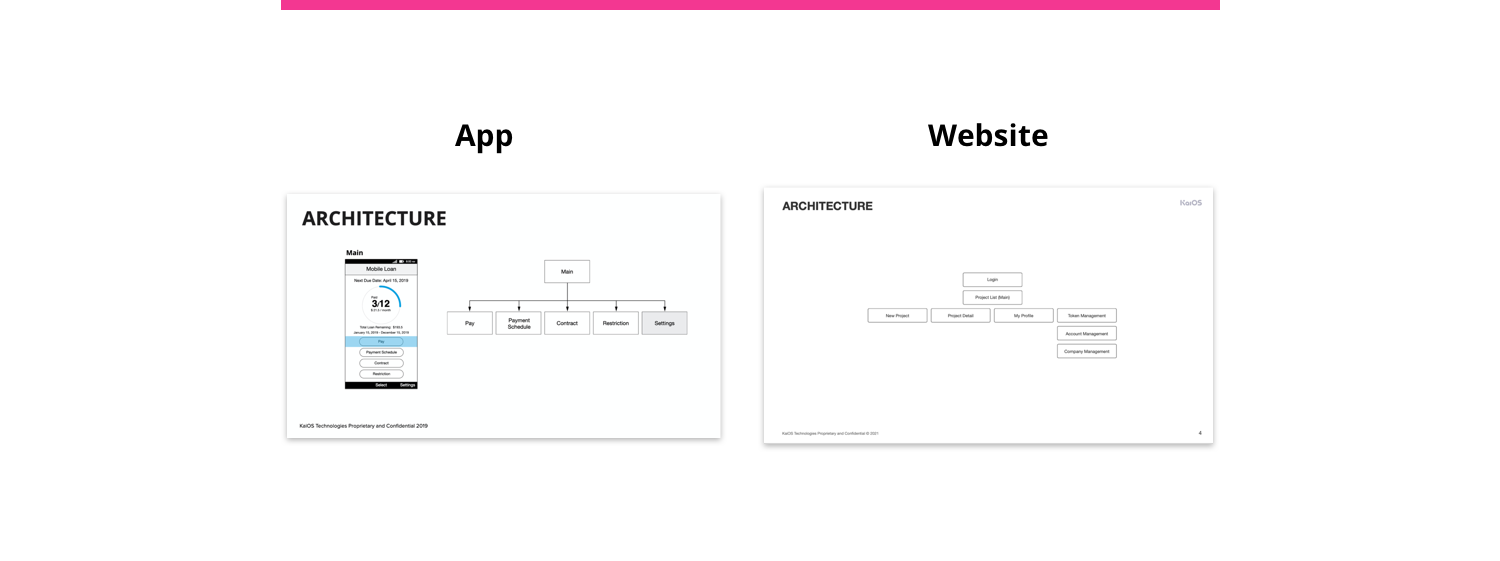 App
Website
ARCHITECTURE
Main
Mobile Loan
Next Due Date: April 15, 2019
Paid
3/12
Total Loan Remaining:
January 15, 2019 - December 15, 2019
Pay
Payment Schedule
Contract
Restriction
Select Settings
Main
Pay
Payment
Schedule
Contract
Restriction
Settings
KaiOS Technologies Proprietary and Confidential 2019
ARCHITECTURE
KaiOS
Login
Project List (Main)
New Project
Project Detail
My Profile
Token Management
Account Management
Company Management
KaiOS Technologies Proprietary and Confidential © 2021
4